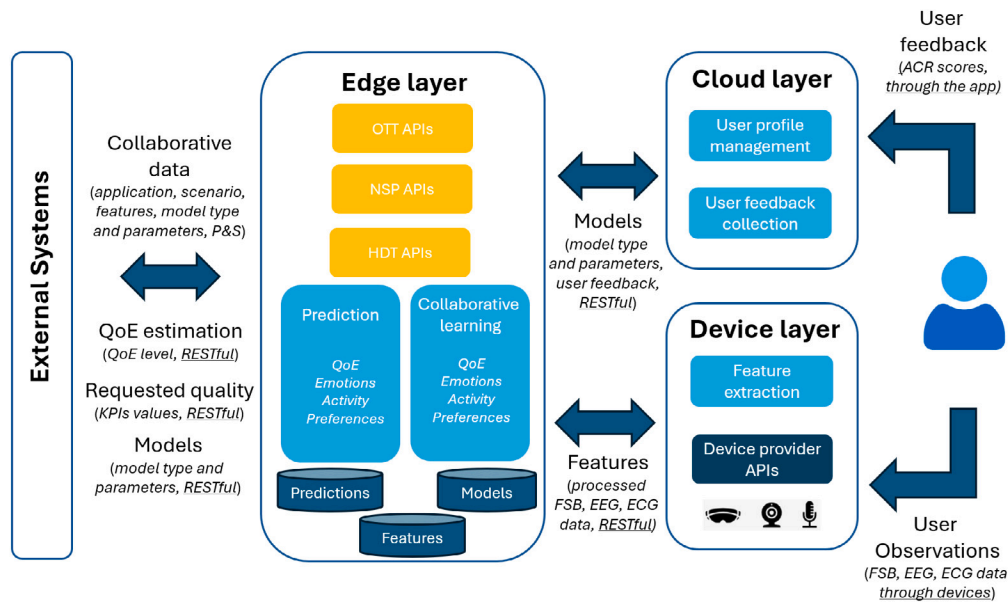 External Systems
Collaborative
data
(application, scenario,
features, model type
and parameters, P&S)
QoE estimation
(QoE level, RESTful)
Requested quality
(KPIs values, RESTful)
Models
(model type and
parameters, RESTful)
Edge layer
OTT APIs
NSP APIs
HDT APIs
Prediction
QoE
Emotions
Activity
Preferences
Collaborative
learning
QoE
Emotions
Activity
Preferences
Predictions
Models
Features
Models
(model type
and parameters,
user feedback,
RESTful)
Features
(processed
FSB, EEG, ECG
data, RESTful)
Cloud layer
User profile
management
User feedback
collection
Device layer
Feature
extraction
Device provider
APIs
User
feedback
(ACR scores,
through the app)
User
Observations
(FSB, EEG, ECG data
through devices)